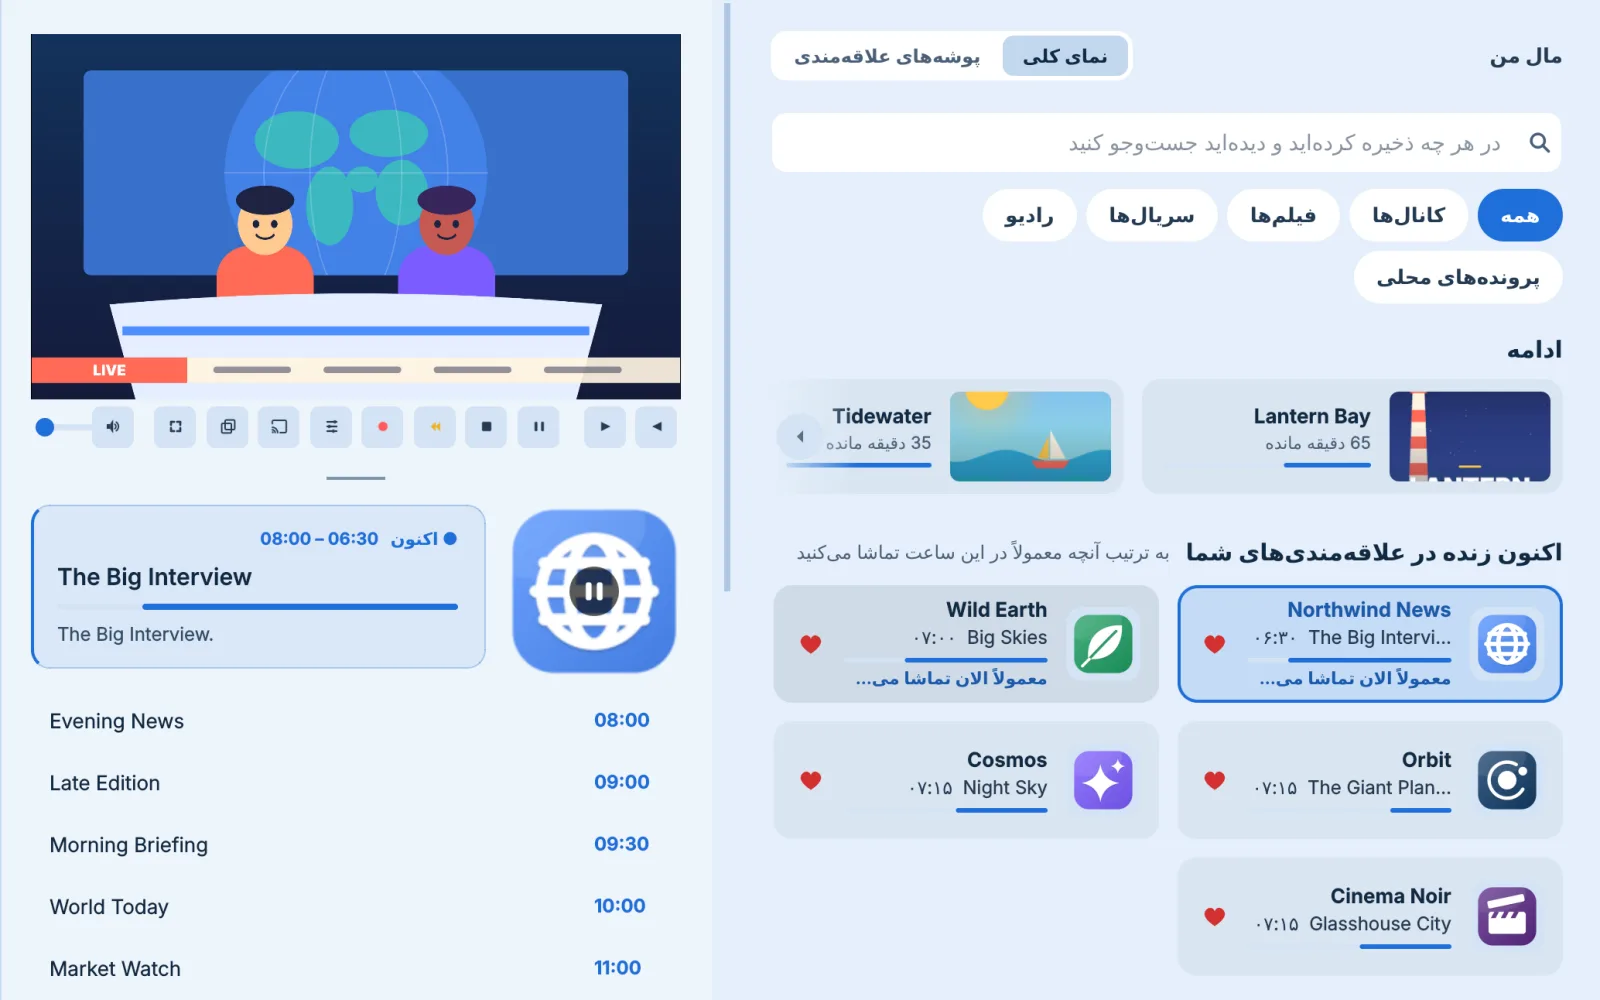 مال من
نمای کلی
پوشه‌های علاقه‌مندی
در هر چه ذخیره کرده‌اید و دیده‌اید جست‌وجو کنید
همه
کانال‌ها
فیلم‌ها
سریال‌ها
رادیو
پرونده‌های محلی
ادامه
Lantern Bay
65 دقیقه مانده
LANTERN
Tidewater
35 دقیقه مانده
اکنون زنده در علاقه‌مندی‌های شما
به ترتیب آنچه معمولاً در این ساعت تماشا می‌کنید
Northwind News
۰۶:۳۰ The Big Intervi...
معمولاً الان تماشا می...
Wild Earth
۰۷:۰۰ Big Skies
معمولاً الان تماشا می...
Orbit
۰۷:۱۵ The Giant Plan...
Cosmos
۰۷:۱۵ Night Sky
Cinema Noir
۰۷:۱۵ Glasshouse City
LIVE
اکنون 06:30 – 08:00
The Big Interview
The Big Interview.
Evening News 08:00
Late Edition 09:00
Morning Briefing 09:30
World Today 10:00
Market Watch 11:00